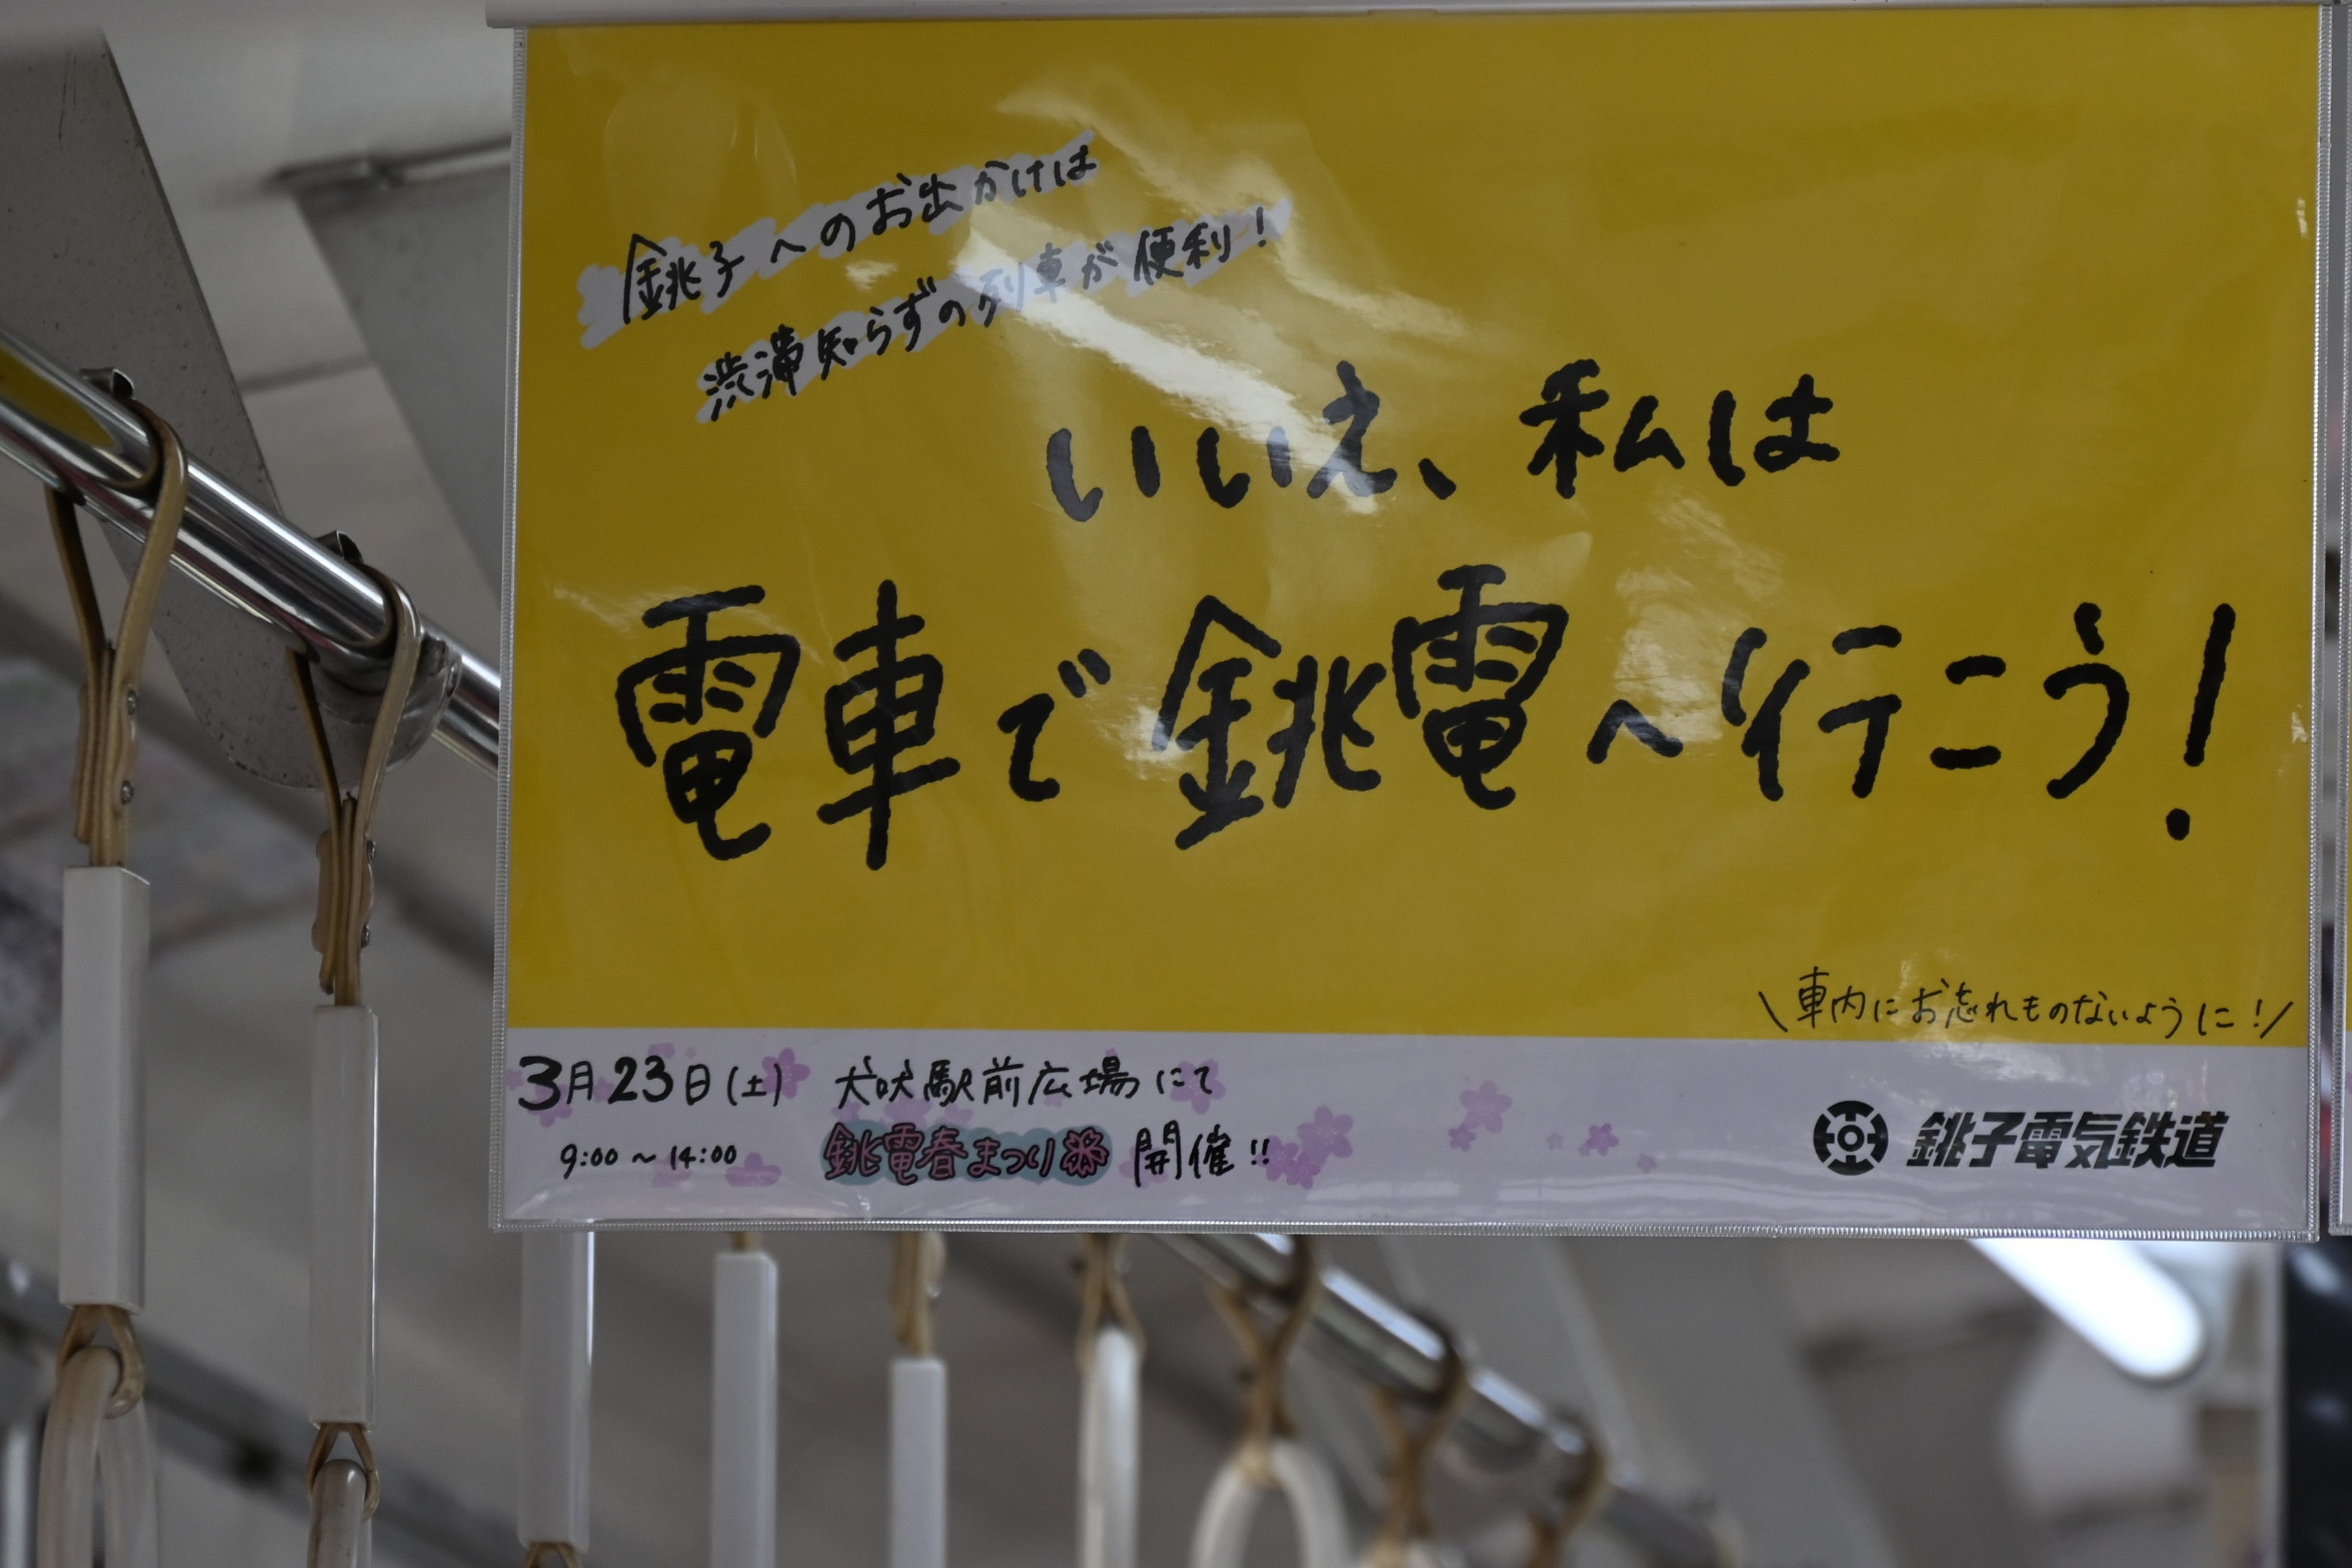 銚子へのお出かけは
渋滞知らずの列車が便利！
いいえ、私は
電車で銚電へ行こう！
\車内にお忘れものないように！/
3月23日(土) 犬吠駅前広場にて
9:00～14:00 銚電春まつり 開催!!
銚子電気鉄道